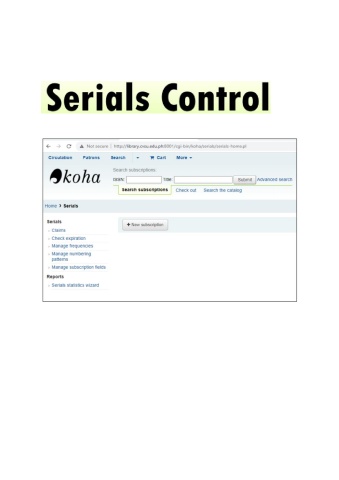 Serials Control
Not secure | http://library.cnsu.edu.ph:8001/cgi-bin/koha/serials/serials-home.pl
Circulation Patrons Search Cart More
koha
Search subscriptions:
ISSN: Title: Submit Advanced search
Search subscriptions Check out Search the catalog
Home > Serials
Serials
Claims
Check expiration
Manage frequencies
Manage numbering
patterns
Manage subscription fields
Reports
Serials statistics wizard
+ New subscription